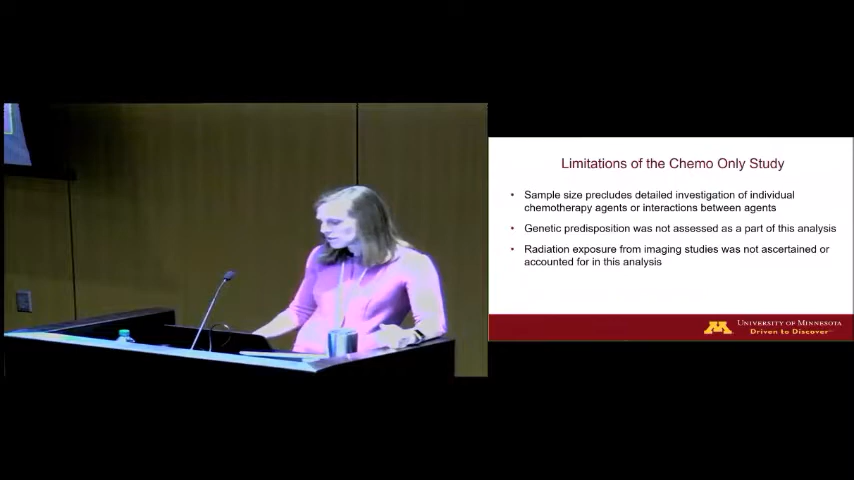 Limitations of the Chemo Only Study
• Sample size precludes detailed investigation of individual
chemotherapy agents or interactions between agents
• Genetic predisposition was not assessed as a part of this analysis
• Radiation exposure from imaging studies was not ascertained or
accounted for in this analysis
M
UNIVERSITY OF MINNESOTA
Driven to Discover